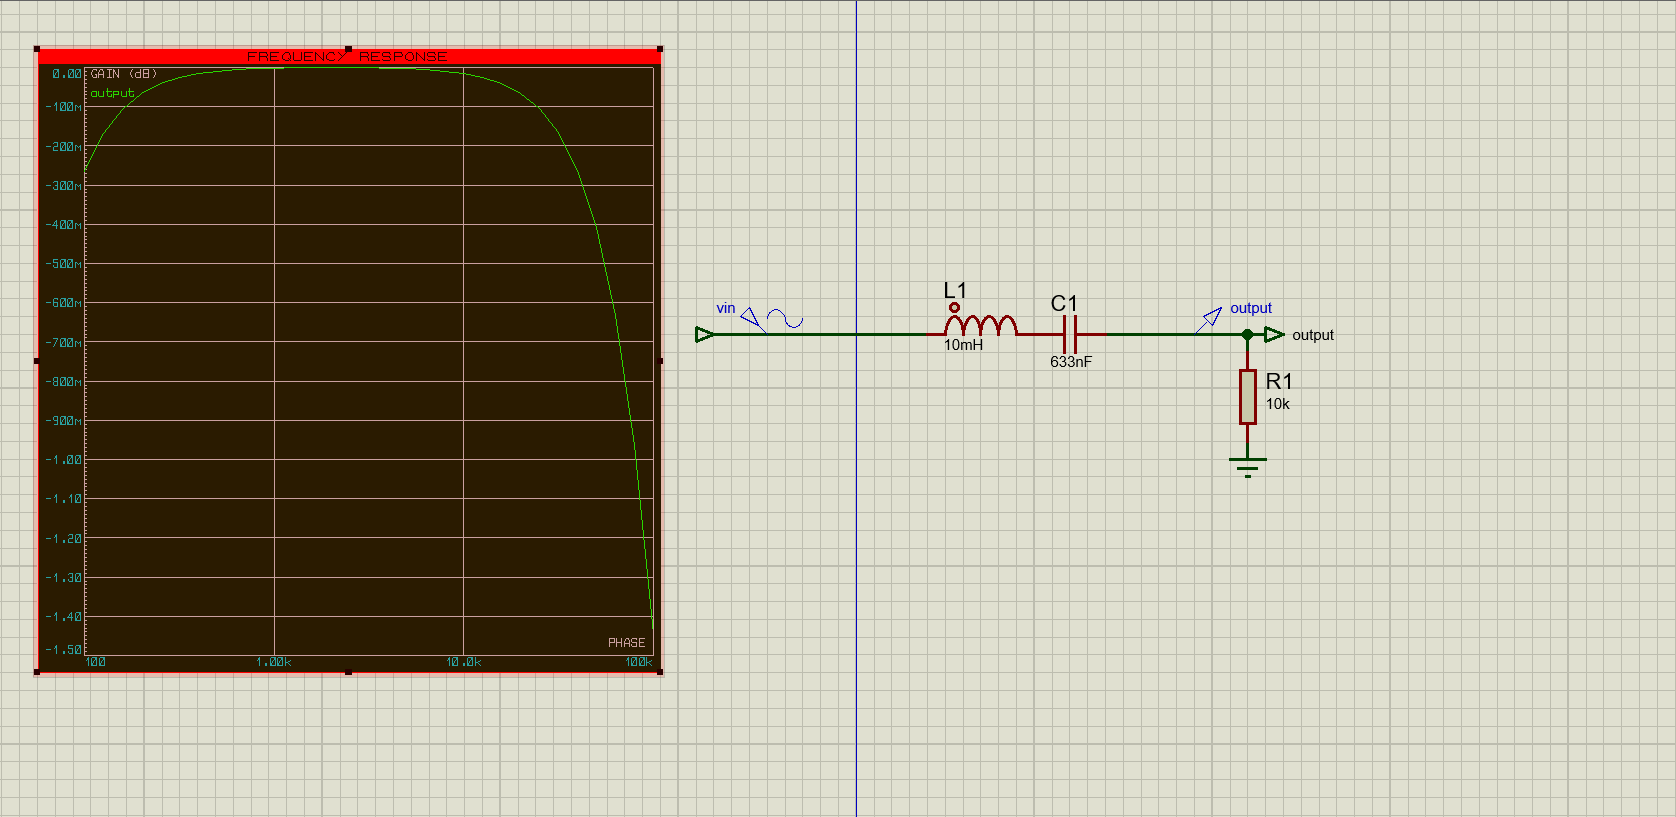 FREQUENCY RESPONSE
0.00
GAIN (dB)
output
-100m
-200m
-300m
-400m
-500m
-600m
-700m
-800m
-900m
-1.00
-1.10
-1.20
-1.30
-1.40
-1.50
PHASE
100
1.00k
10.0k
100k
vin
L1
10mH
C1
633nF
output
output
R1
10k